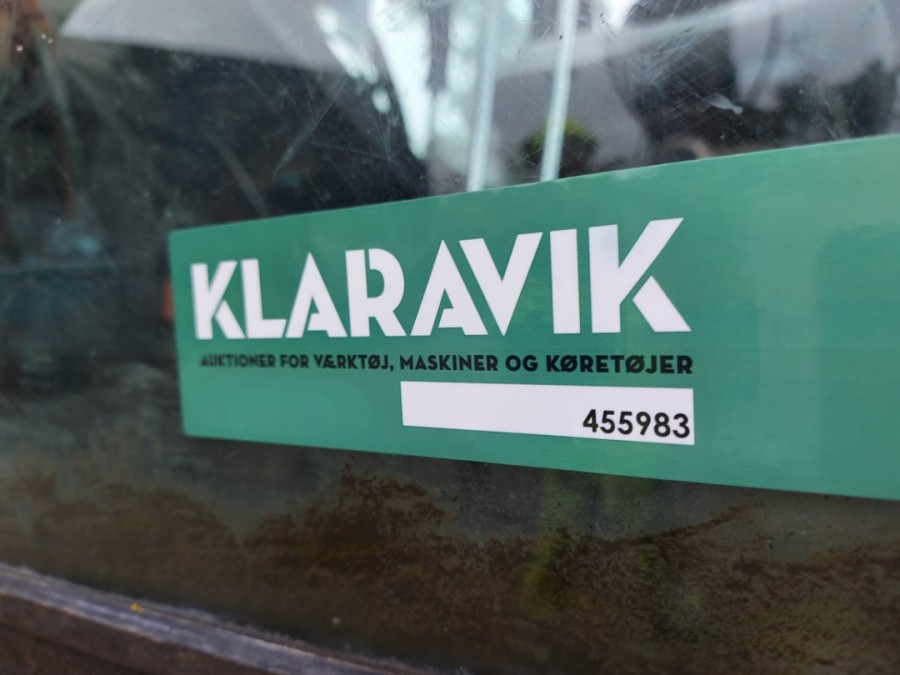 KLARAVIK
AUKTIONER FOR VÆRKTØJ, MASKINER OG KØRETØJER
455983